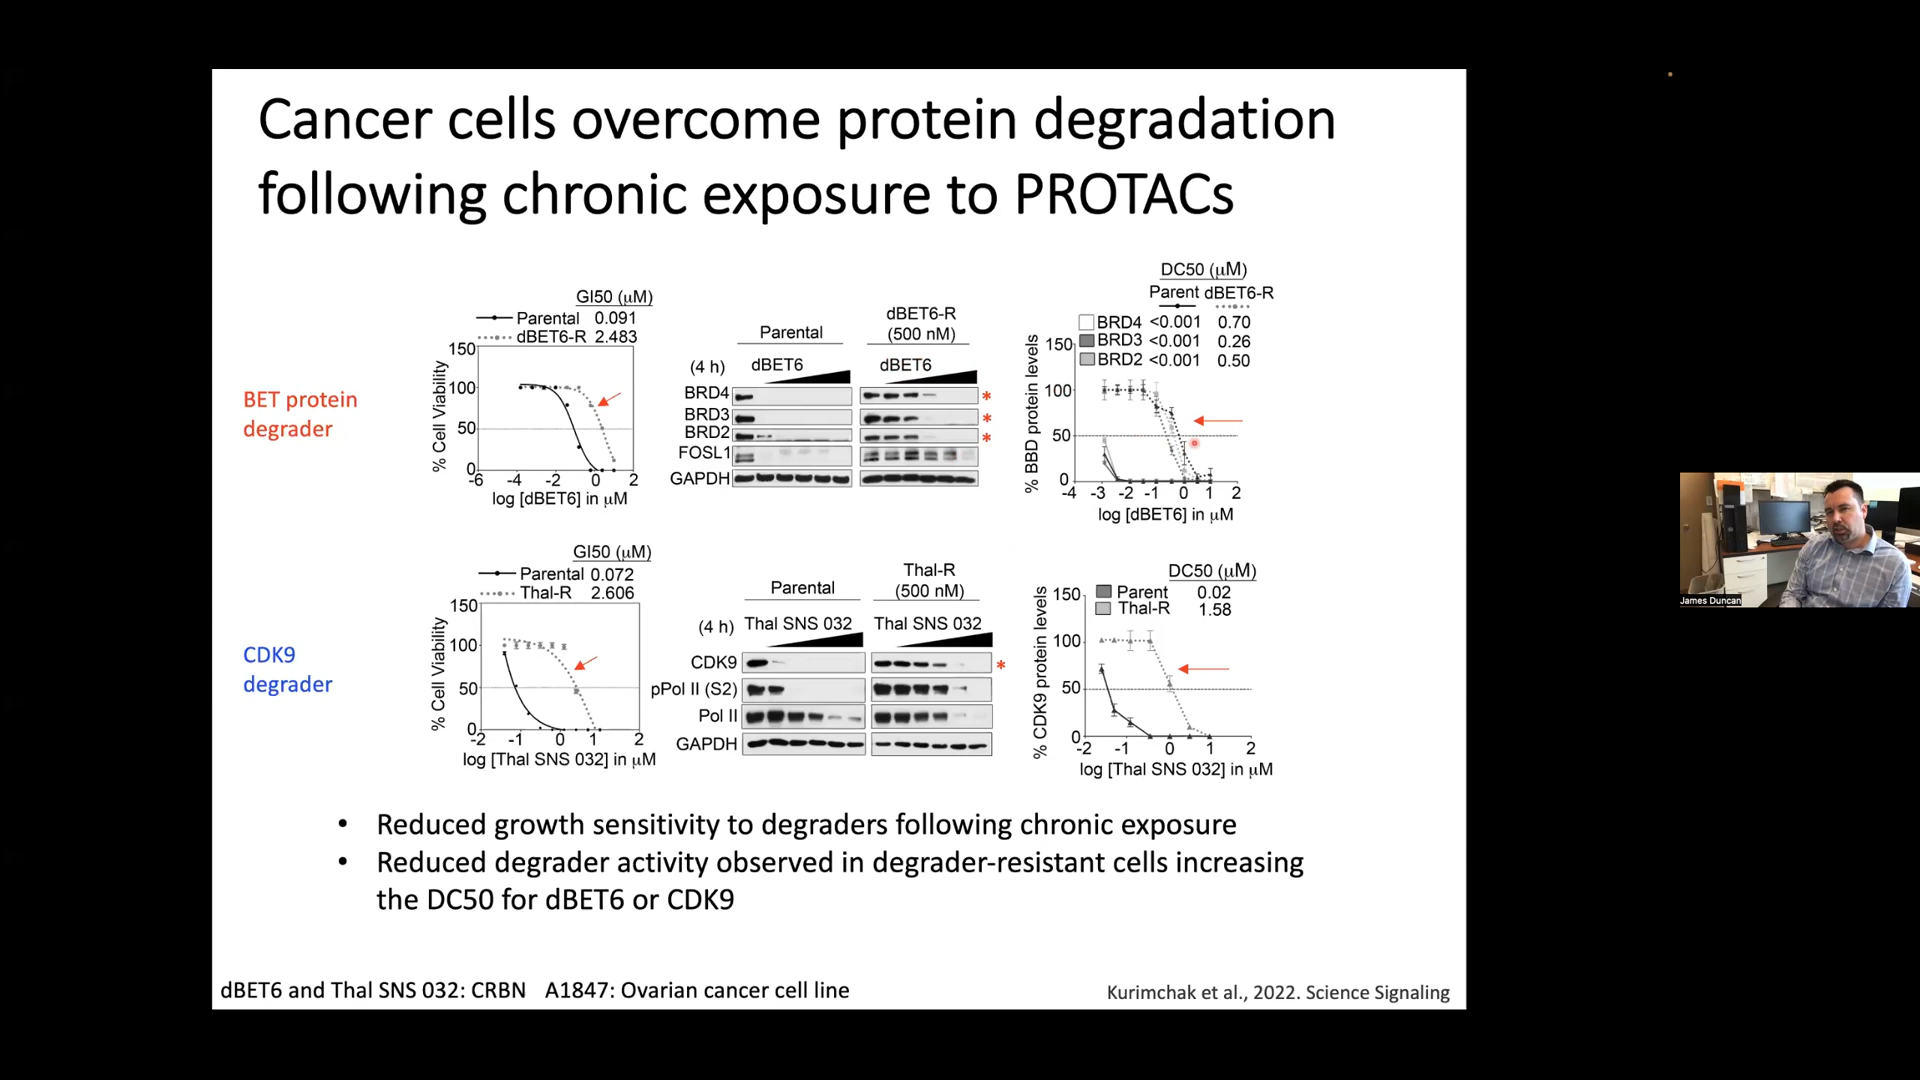 Cancer cells overcome protein degradation
following chronic exposure to PROTACs
BET protein
degrader
GI50 (µM)
Parental 0.091
dBET6-R 2.483
% Cell Viability
150
100
50
0
-6 -4 -2 0 2
log [dBET6] in µM
Parental
dBET6-R
(500 nM)
(4 h) dBET6 dBET6
BRD4 *
BRD3 *
BRD2 *
FOSL1
GAPDH
DC50 (µM)
Parent dBET6-R
BRD4 <0.001 0.70
BRD3 <0.001 0.26
BRD2 <0.001 0.50
% BBD protein levels
150
100
50
0
-4 -3 -2 -1 0 1 2
log [dBET6] in µM
CDK9
degrader
GI50 (µM)
Parental 0.072
Thal-R 2.606
% Cell Viability
150
100
50
0
-2 -1 0 1 2
log [Thal SNS 032] in µM
Parental
Thal-R
(500 nM)
(4 h) Thal SNS 032 Thal SNS 032
CDK9 *
pPol II (S2)
Pol II
GAPDH
DC50 (µM)
Parent 0.02
Thal-R 1.58
% CDK9 protein levels
150
100
50
0
-2 -1 0 1 2
log [Thal SNS 032] in µM
• Reduced growth sensitivity to degraders following chronic exposure
• Reduced degrader activity observed in degrader-resistant cells increasing
the DC50 for dBET6 or CDK9
dBET6 and Thal SNS 032: CRBN A1847: Ovarian cancer cell line
Kurimchak et al., 2022. Science Signaling
James Duncan